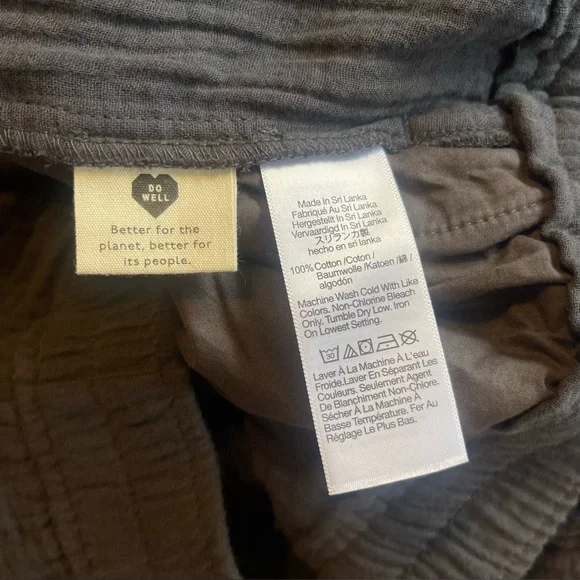 DO
WELL
Better for the
planet, better for
its people.
Made In Sri Lanka
Fabriqué Au Sri Lanka
Hergestellt In Sri Lanka
Vervaardigd In Sri Lanka
スリランカ製
hecho en sri lanka
100% Cotton /Coton /
Baumwolle /Katoen /綿 /
algodón
Machine Wash Cold With Like
Colors. Non-Chlorine Bleach
Only. Tumble Dry Low. Iron
On Lowest Setting.
30
Laver À La Machine À L'eau
Froide.Laver En Séparant Les
Couleurs. Seulement Agent
De Blanchiment Non-Chlore.
Sécher À La Machine À
Basse Température. Fer Au
Réglage Le Plus Bas.